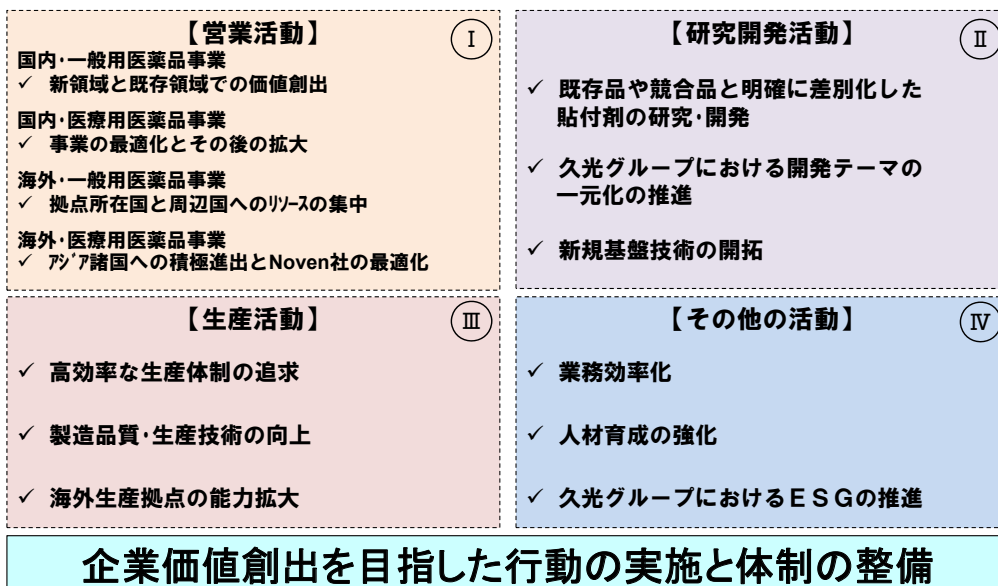 【営業活動】
Ⅰ
国内・一般用医薬品事業
✓ 新領域と既存領域での価値創出
国内・医療用医薬品事業
✓ 事業の最適化とその後の拡大
海外・一般用医薬品事業
✓ 拠点所在国と周辺国へのﾘｿｰｽの集中
海外・医療用医薬品事業
✓ ｱｼﾞｱ諸国への積極進出とNoven社の最適化
【研究開発活動】
Ⅱ
✓ 既存品や競合品と明確に差別化した
貼付剤の研究・開発
✓ 久光グループにおける開発テーマの
一元化の推進
✓ 新規基盤技術の開拓
【生産活動】
Ⅲ
✓ 高効率な生産体制の追求
✓ 製造品質・生産技術の向上
✓ 海外生産拠点の能力拡大
【その他の活動】
Ⅳ
✓ 業務効率化
✓ 人材育成の強化
✓ 久光グループにおけるＥＳＧの推進
企業価値創出を目指した行動の実施と体制の整備